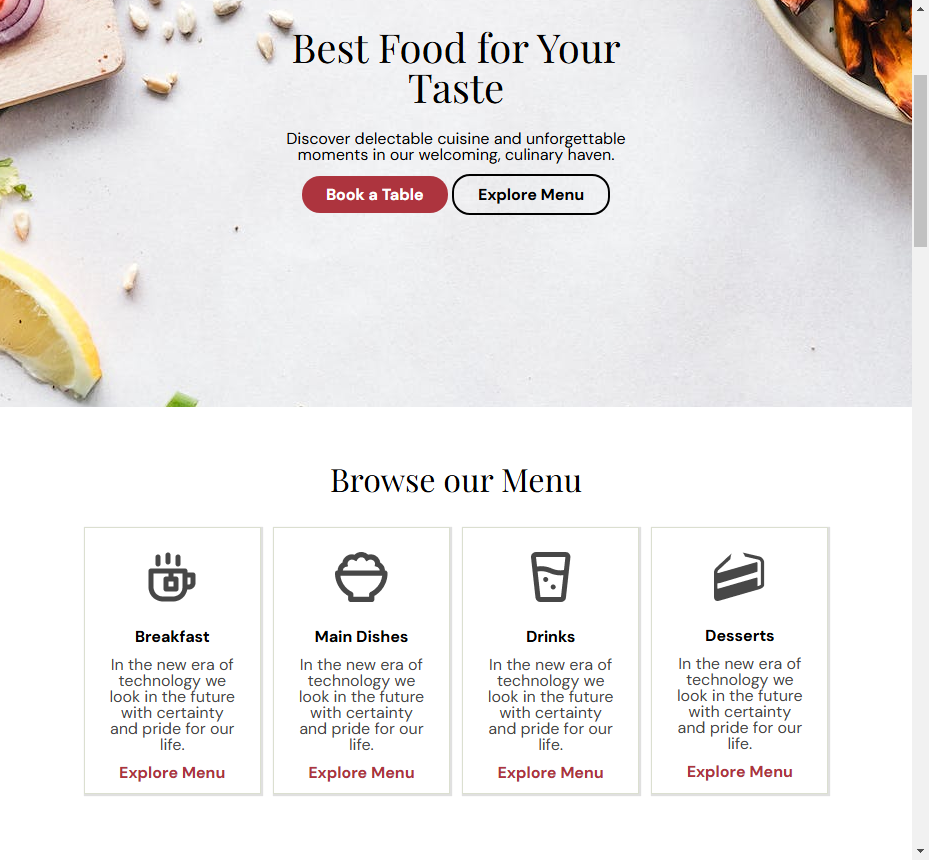 Best Food for Your
Taste
Discover delectable cuisine and unforgettable
moments in our welcoming, culinary haven.
Book a Table
Explore Menu
Browse our Menu
Breakfast
In the new era of
technology we
look in the future
with certainty
and pride for our
life.
Explore Menu
Main Dishes
In the new era of
technology we
look in the future
with certainty
and pride for our
life.
Explore Menu
Drinks
In the new era of
technology we
look in the future
with certainty
and pride for our
life.
Explore Menu
Desserts
In the new era of
technology we
look in the future
with certainty
and pride for our
life.
Explore Menu